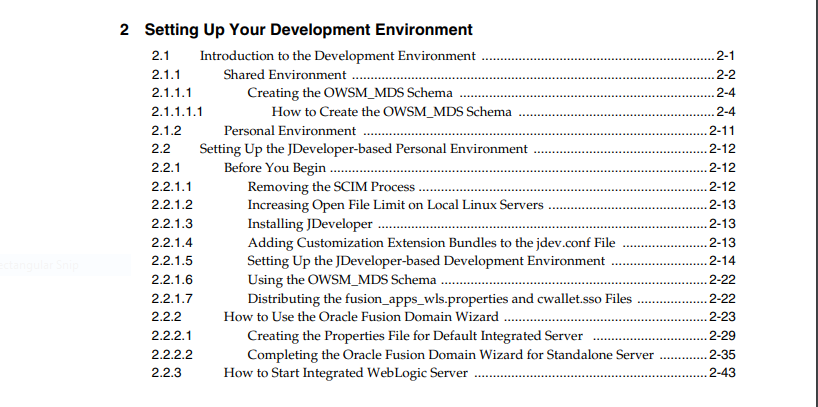 2 Setting Up Your Development Environment
2.1 Introduction to the Development Environment ........ 2-1
2.1.1 Shared Environment ........ 2-2
2.1.1.1 Creating the OWSM_MDS Schema ........ 2-4
2.1.1.1.1 How to Create the OWSM_MDS Schema ........ 2-4
2.1.2 Personal Environment ........ 2-11
2.2 Setting Up the JDeveloper-based Personal Environment ........ 2-12
2.2.1 Before You Begin ........ 2-12
2.2.1.1 Removing the SCIM Process ........ 2-12
2.2.1.2 Increasing Open File Limit on Local Linux Servers ........ 2-13
2.2.1.3 Installing JDeveloper ........ 2-13
2.2.1.4 Adding Customization Extension Bundles to the jdev.conf File ........ 2-13
2.2.1.5 Setting Up the JDeveloper-based Development Environment ........ 2-14
2.2.1.6 Using the OWSM_MDS Schema ........ 2-22
2.2.1.7 Distributing the fusion_apps_wls.properties and cwallet.sso Files ........ 2-22
2.2.2 How to Use the Oracle Fusion Domain Wizard ........ 2-23
2.2.2.1 Creating the Properties File for Default Integrated Server ........ 2-29
2.2.2.2 Completing the Oracle Fusion Domain Wizard for Standalone Server ........ 2-35
2.2.3 How to Start Integrated WebLogic Server ........ 2-43